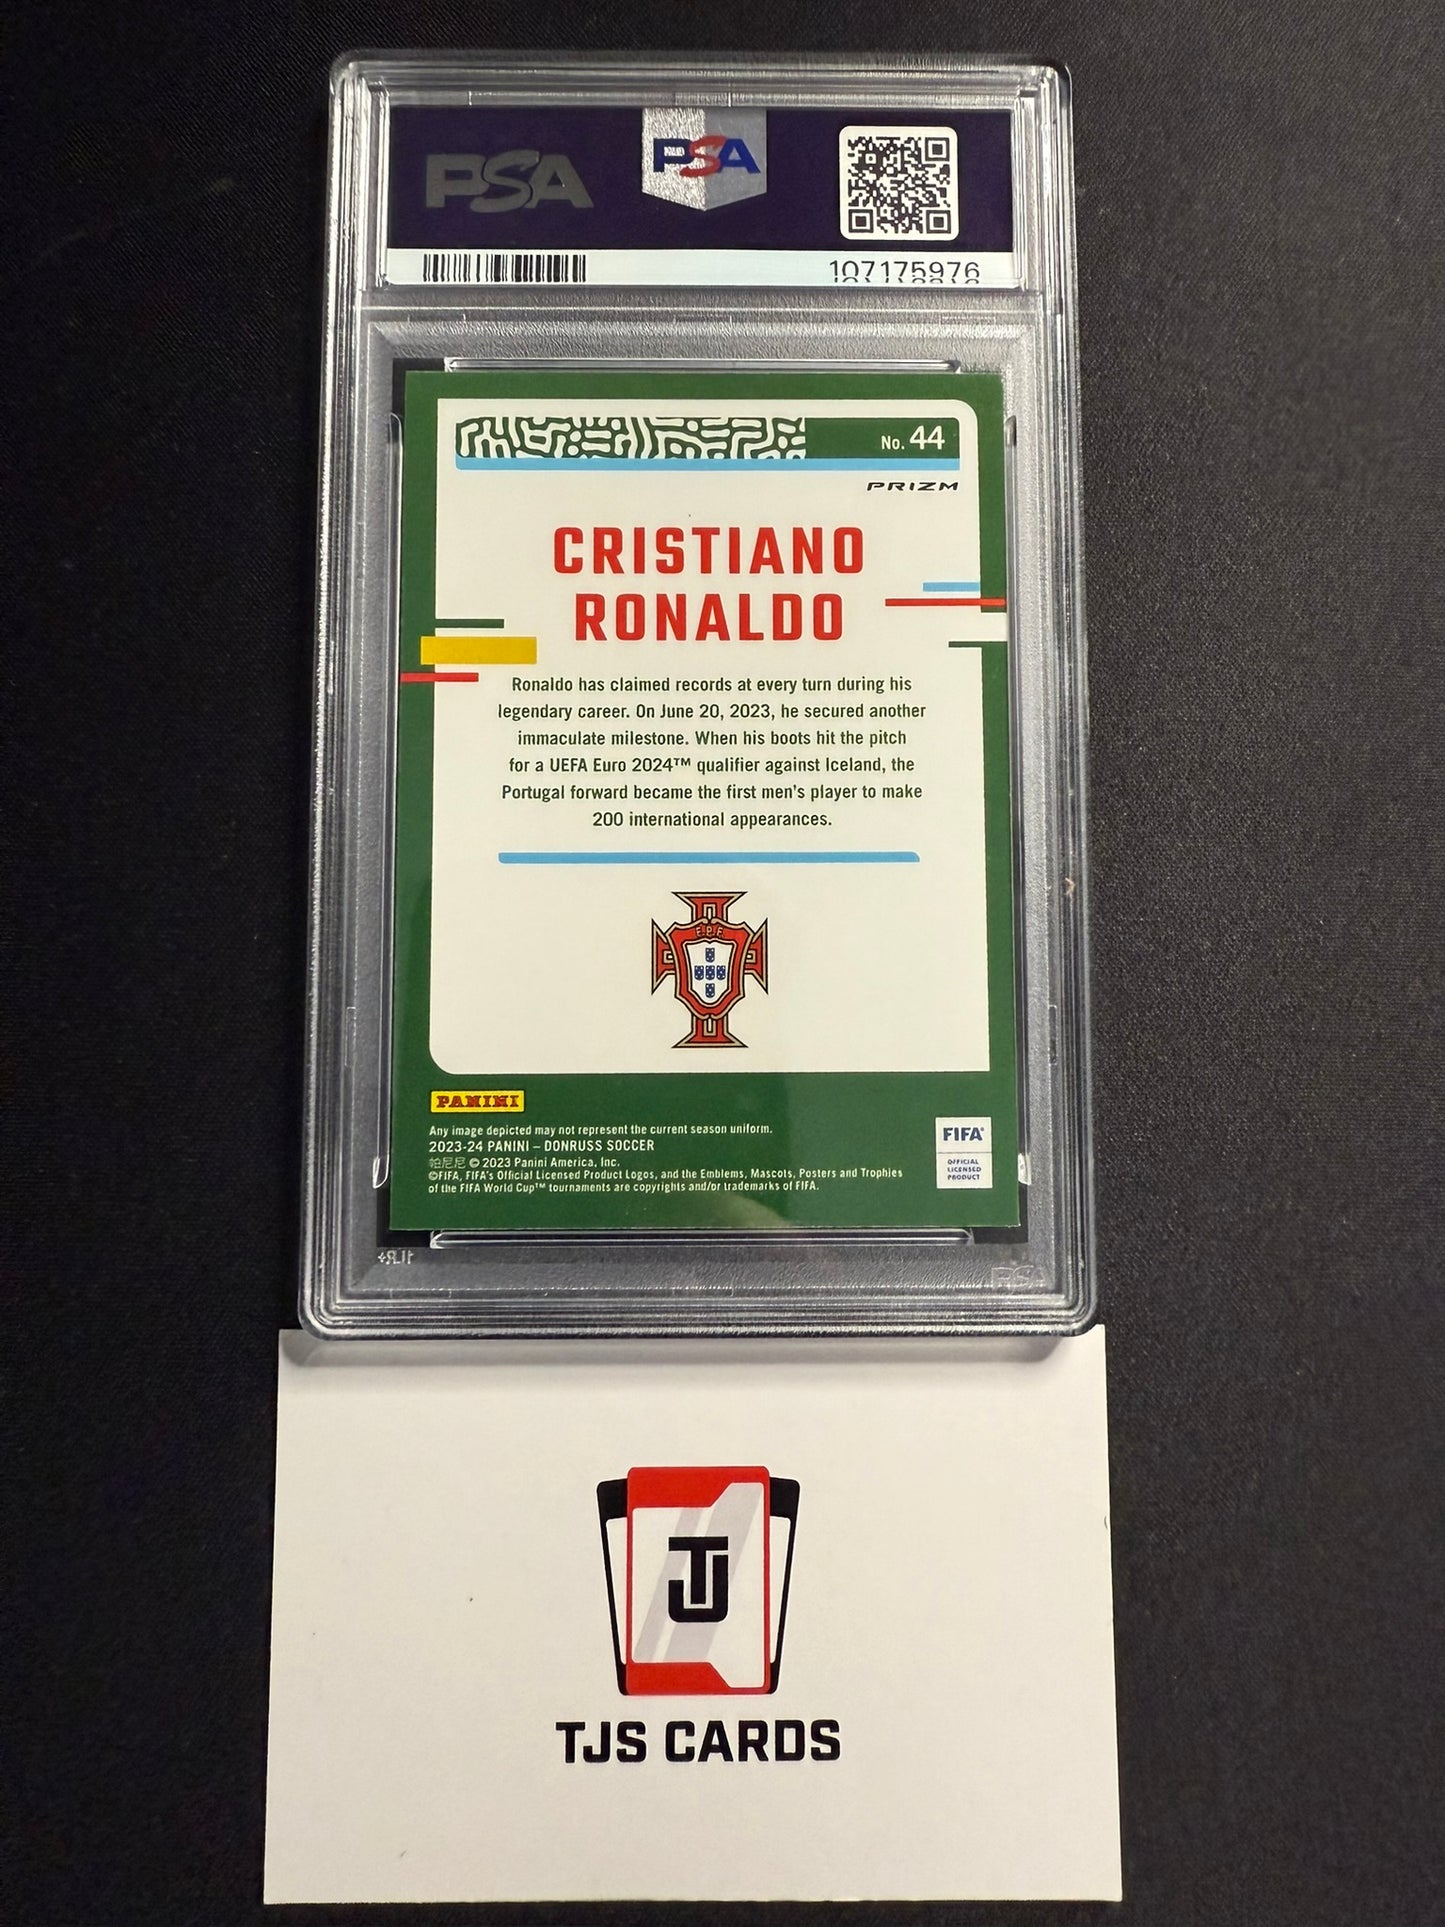 PSA
PSA
107175976
No. 44
PRIZM
CRISTIANO
RONALDO
Ronaldo has claimed records at every turn during his
legendary career. On June 20, 2023, he secured another
immaculate milestone. When his boots hit the pitch
for a UEFA Euro 2024™ qualifier against Iceland, the
Portugal forward became the first men's player to make
200 international appearances.
F.P.F.
PANINI
Any image depicted may not represent the current season uniform.
2023-24 PANINI – DONRUSS SOCCER
帕尼尼 © 2023 Panini America, Inc.
©FIFA, FIFA's Official Licensed Product Logos, and the Emblems, Mascots, Posters and Trophies
of the FIFA World Cup™ tournaments are copyrights and/or trademarks of FIFA.
FIFA®
OFFICIAL
LICENSED
PRODUCT
TJ
TJS CARDS